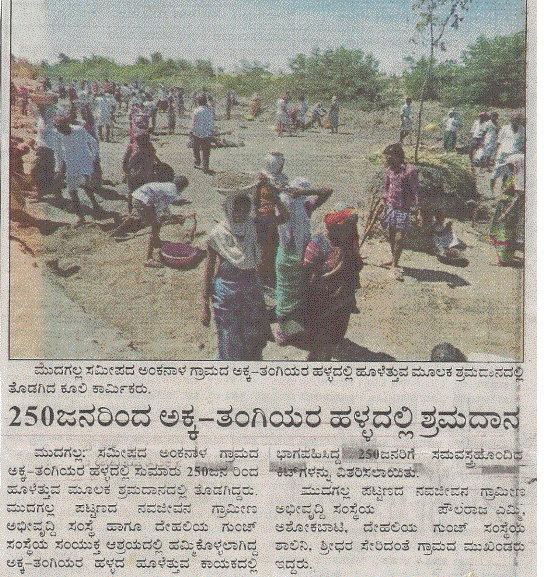 ಮುದಗಲ್ಲ ಸಮೀಪದ ಅಂಕನಾಳ ಗ್ರಾಮದ ಅಕ್ಕ-ತಂಗಿಯರ ಹಳ್ಳದಲ್ಲಿ ಹೂಳೆತ್ತುವ ಮೂಲಕ ಶ್ರಮದಾನದಲ್ಲಿ
ತೊಡಗಿದ ಕೂಲಿ ಕಾರ್ಮಿಕರು.
250ಜನರಿಂದ ಅಕ್ಕ-ತಂಗಿಯರ ಹಳ್ಳದಲ್ಲಿ ಶ್ರಮದಾನ
ಮುದಗಲ್ಲ: ಸಮೀಪದ ಅಂಕನಾಳ ಗ್ರಾಮದ
ಅಕ್ಕ-ತಂಗಿಯರ ಹಳ್ಳದಲ್ಲಿ ಸುಮಾರು 250ಜನ ರಿಂದ
ಹೂಳೆತ್ತುವ ಮೂಲಕ ಶ್ರಮದಾನದಲ್ಲಿ ತೊಡಗಿದ್ದರು.
ಮುದಗಲ್ಲ ಪಟ್ಟಣದ ನವಜೀವನ ಗ್ರಾಮೀಣ
ಅಭಿವೃದ್ಧಿ ಸಂಸ್ಥೆ ಹಾಗೂ ದೇಹಲಿಯ ಗುಂಜ್
ಸಂಸ್ಥೆಯ ಸಂಯುಕ್ತ ಆಶ್ರಯದಲ್ಲಿ ಹಮ್ಮಿಕೊಳ್ಳಲಾಗಿದ್ದ
ಅಕ್ಕ-ತಂಗಿಯರ ಹಳ್ಳದ ಹೂಳೆತ್ತುವ ಕಾಯಕದಲ್ಲಿ
ಭಾಗವಹಿಸಿದ್ದ 250ಜನರಿಗೆ ಸಮವಸ್ತ್ರಹೊಂದಿದ
ಕಿಟ್‌ಗಳನ್ನು ವಿತರಿಸಲಾಯಿತು.
ಮುದಗಲ್ಲ ಪಟ್ಟಣದ ನವಜೀವನ ಗ್ರಾಮೀಣ
ಅಭಿವೃದ್ಧಿ ಸಂಸ್ಥೆಯ ಪೌಲರಾಜ ಎಮ್ಮಿ,
ಅಶೋಕಬಾಟಿ, ದೇಹಲಿಯ ಗುಂಜ್ ಸಂಸ್ಥೆಯ
ಶಾಲಿನಿ, ಶ್ರೀಧರ ಸೇರಿದಂತೆ ಗ್ರಾಮದ ಮುಖಂಡರು
ಇದ್ದರು.